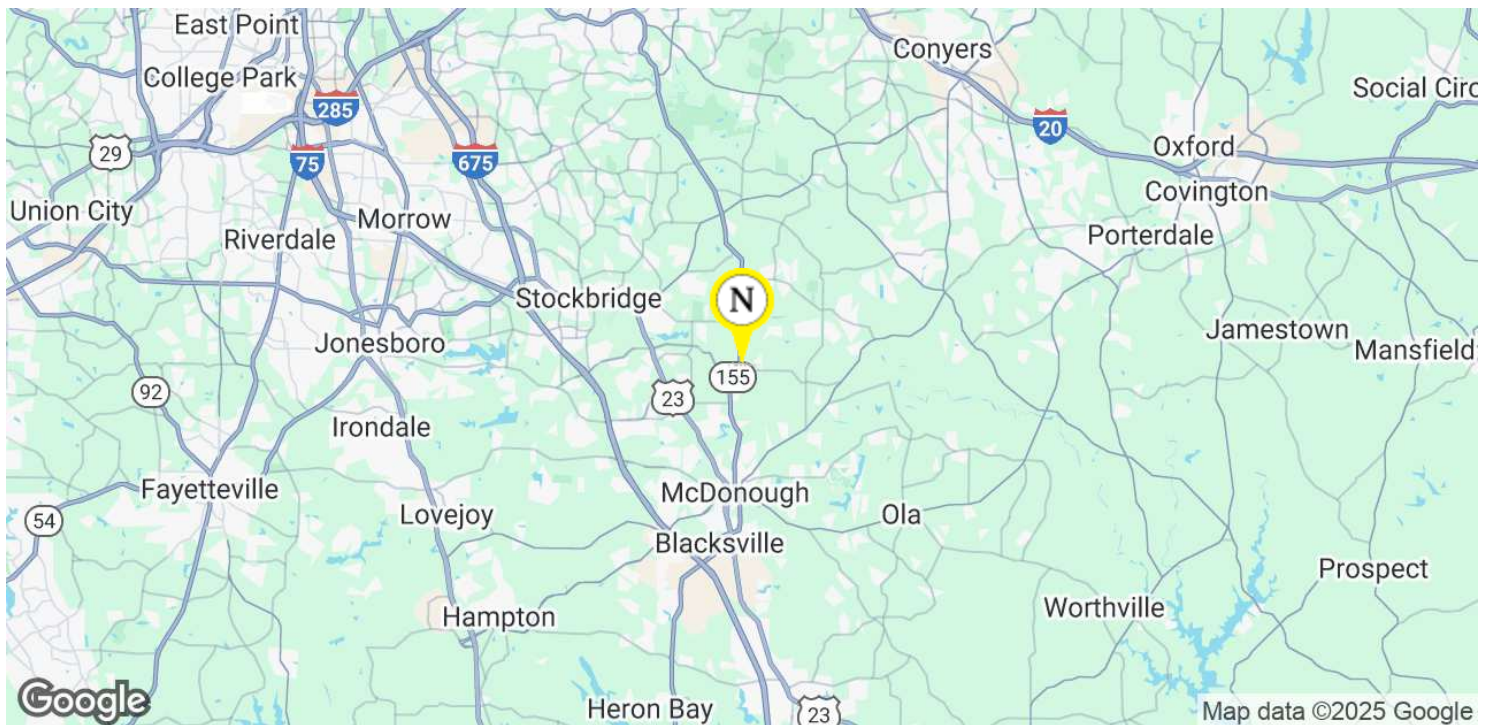 East Point
Conyers
College Park
Social Circ
285
20
29
75
675
Oxford
Covington
Union City
Morrow
Porterdale
Riverdale
N
Stockbridge
Jamestown
Jonesboro
Mansfield
155
92
23
Irondale
Fayetteville
McDonough
Lovejoy
Ola
54
Blacksville
Prospect
Worthville
Hampton
Google
Heron Bay
23
Map data ©2025 Google